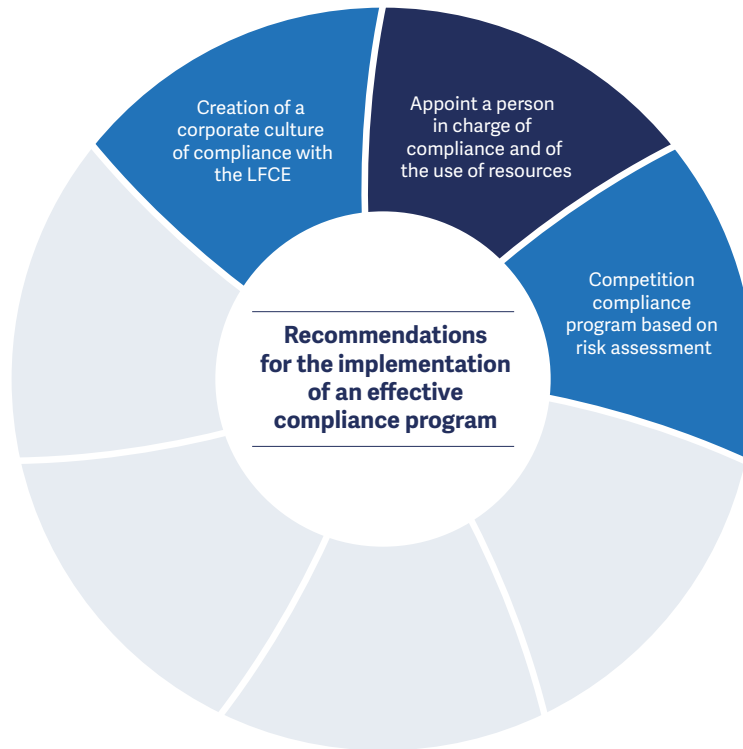 Creation of a
corporate culture
of compliance with
the LFCE
Appoint a person
in charge of
compliance and of
the use of resources
Competition
compliance
program based on
risk assessment
Recommendations
for the implementation
of an effective
compliance program